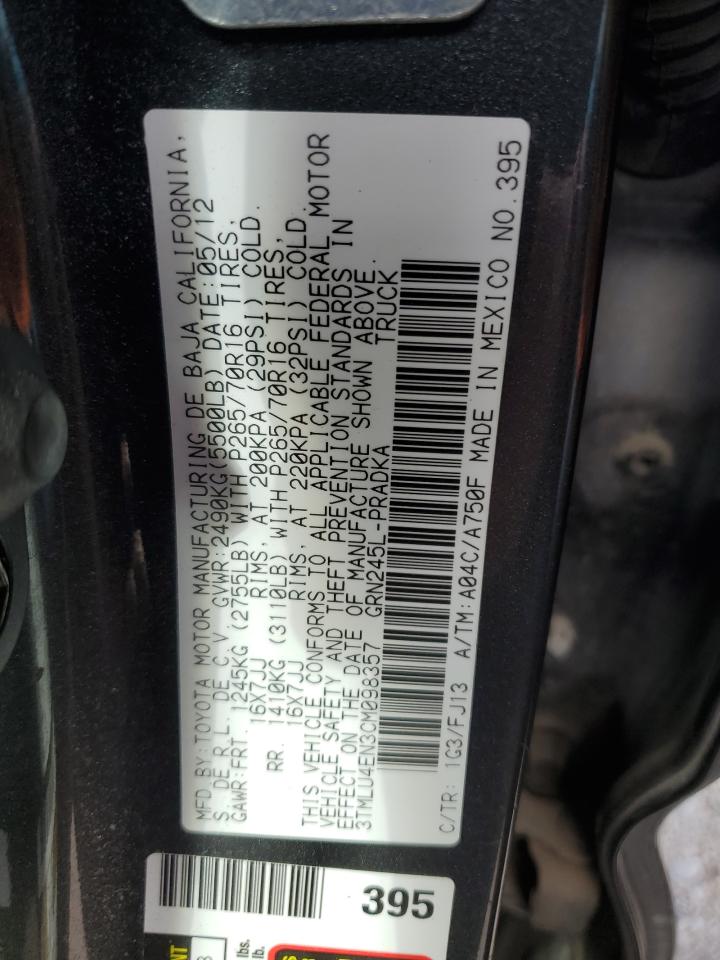 MFD BY: TOYOTA MOTOR MANUFACTURING DE BAJA CALIFORNIA,
S. DE R.L. DE C.V GVWR:2490KG(5500LB) DATE:05/12
GAWR:FRT. 1245KG (2755LB) WITH P265/70R16 TIRES,
16X7JJ RIMS, AT 200KPA (29PSI) COLD.
RR. 1410KG (3110LB) WITH P265/70R16 TIRES,
16X7JJ RIMS, AT 220KPA (32PSI) COLD.
THIS VEHICLE CONFORMS TO ALL APPLICABLE FEDERAL MOTOR
VEHICLE SAFETY AND THEFT PREVENTION STANDARDS IN
EFFECT ON THE DATE OF MANUFACTURE SHOWN ABOVE.
3TMLU4EN3CM098357 GRN245L-PRADKA TRUCK
C/TR: 1G3/FJ13 A/TM:A04C/A750F MADE IN MEXICO NO.395
395
lbs.
lb.